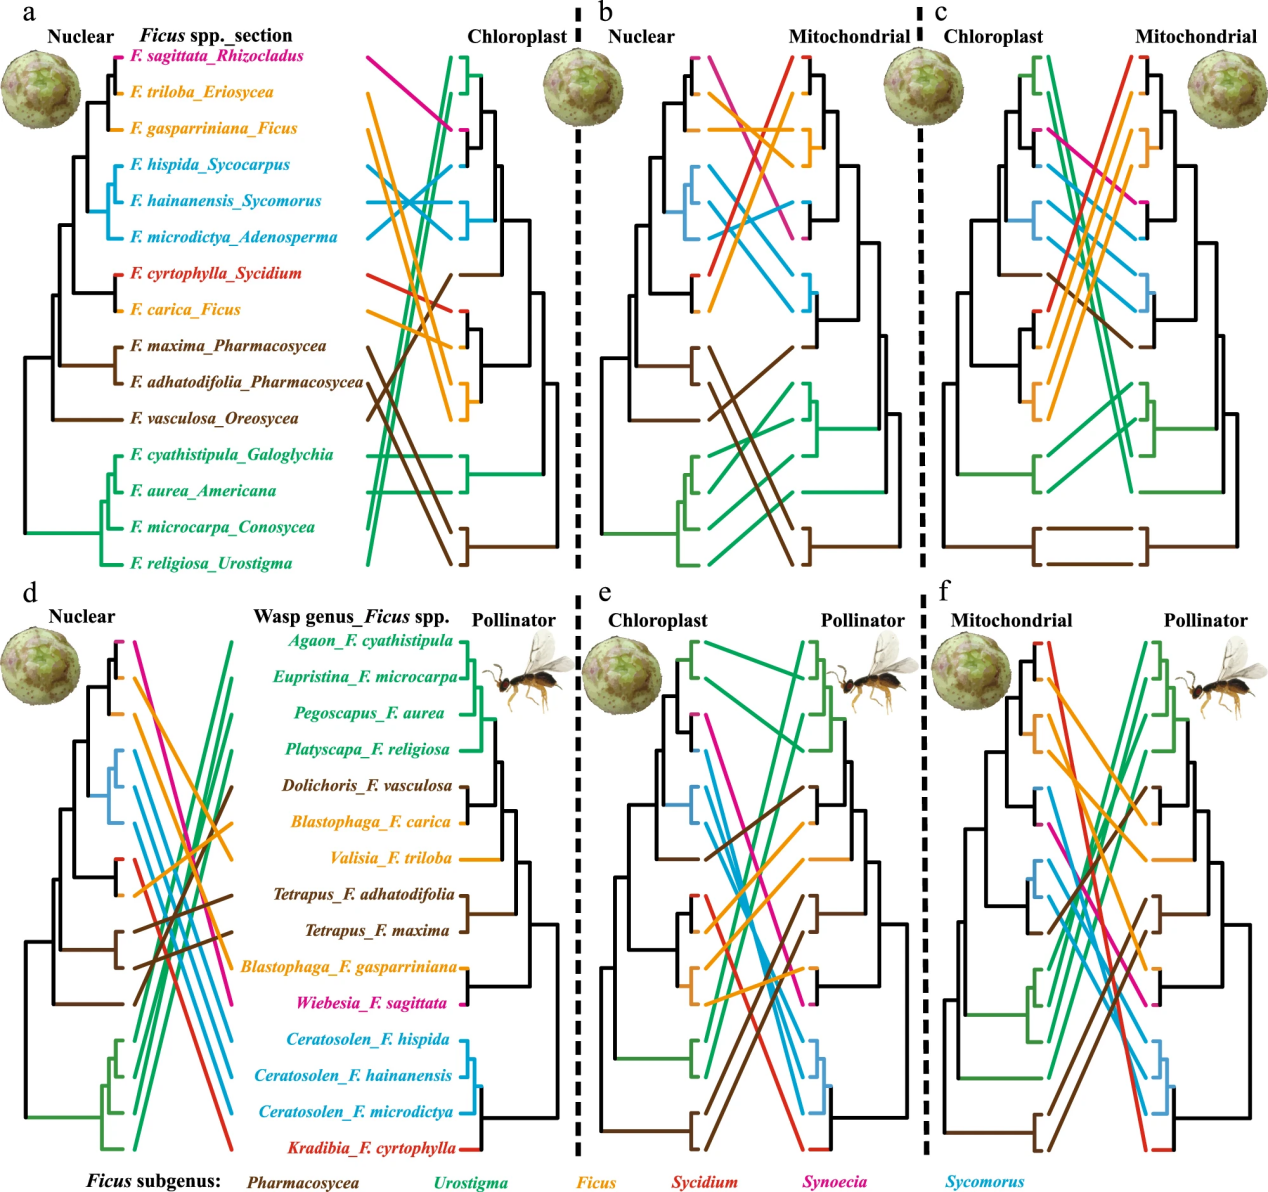 a
b
c
Nuclear
Ficus spp._section
Chloroplast
Nuclear
Mitochondrial
Chloroplast
Mitochondrial
F. sagittata_Rhizocladus
F. triloba_Eriosycea
F. gasparriniana_Ficus
F. hispida_Sycocarpus
F. hainanensis_Sycomorus
F. microdictya_Adenosperma
F. cyrtophylla_Sycidium
F. carica_Ficus
F. maxima_Pharmacosycea
F. adhatodifolia_Pharmacosycea
F. vasculosa_Oreosycea
F. cyathistipula_Galoglychia
F. aurea_Americana
F. microcarpa_Conosycea
F. religiosa_Urostigma
d
e
f
Nuclear
Wasp genus_Ficus spp.
Pollinator
Chloroplast
Pollinator
Mitochondrial
Pollinator
Agaon_F. cyathistipula
Eupristina_F. microcarpa
Pegoscapus_F. aurea
Platyscapa_F. religiosa
Dolichoris_F. vasculosa
Blastophaga_F. carica
Valisia_F. triloba
Tetrapus_F. adhatodifolia
Tetrapus_F. maxima
Blastophaga_F. gasparriniana
Wiebesia_F. sagittata
Ceratosolen_F. hispida
Ceratosolen_F. hainanensis
Ceratosolen_F. microdictya
Kradibia_F. cyrtophylla
Ficus subgenus: Pharmacosycea Urostigma Ficus Sycidium Synoecia Sycomorus